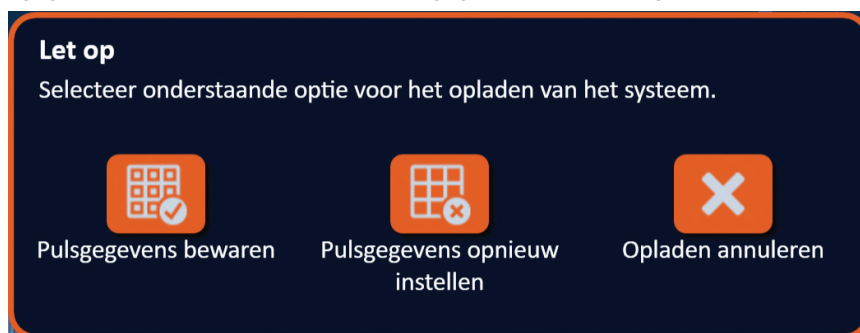 Let op
Selecteer onderstaande optie voor het opladen van het systeem.
Pulsgegevens bewaren
Pulsgegevens opnieuw
instellen
Opladen annuleren